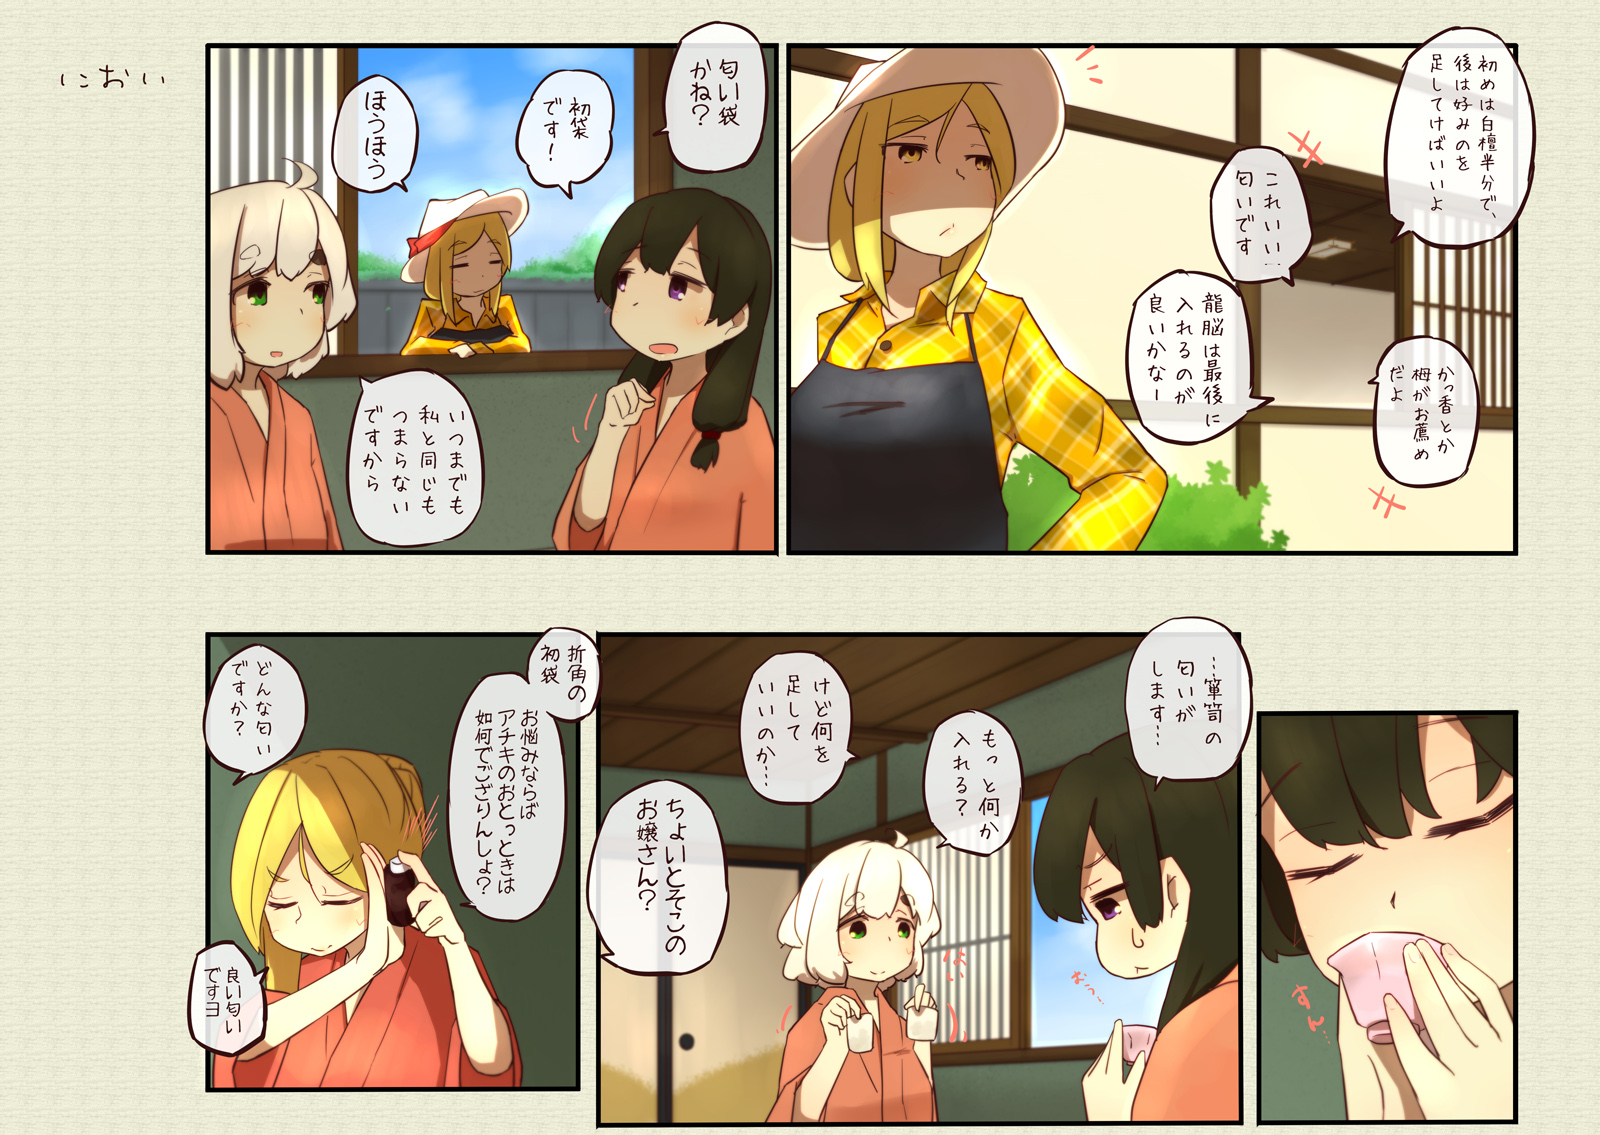 におい
初めは白檀半分で、
後は好みのを
足してけばいいよ
これいい…
匂いです
龍脳は最後に
入れるのが
良いかなー
かっ香とか
栂がお薦め
だよ
匂い袋
かね?
初袋
です!
ほうほう
いつまでも
私と同じも
つまらない
ですから
すん…
…箪笥の
匂いが
します…
もっと何か
入れる?
けど何を
足して
いいのか…
ちょいとそこの
お嬢さん?
折角の
初袋
お悩みならば
アチキのおとっときは
如何でござりんしょ?
どんな匂い
ですか?
良い匂い
ですヨ